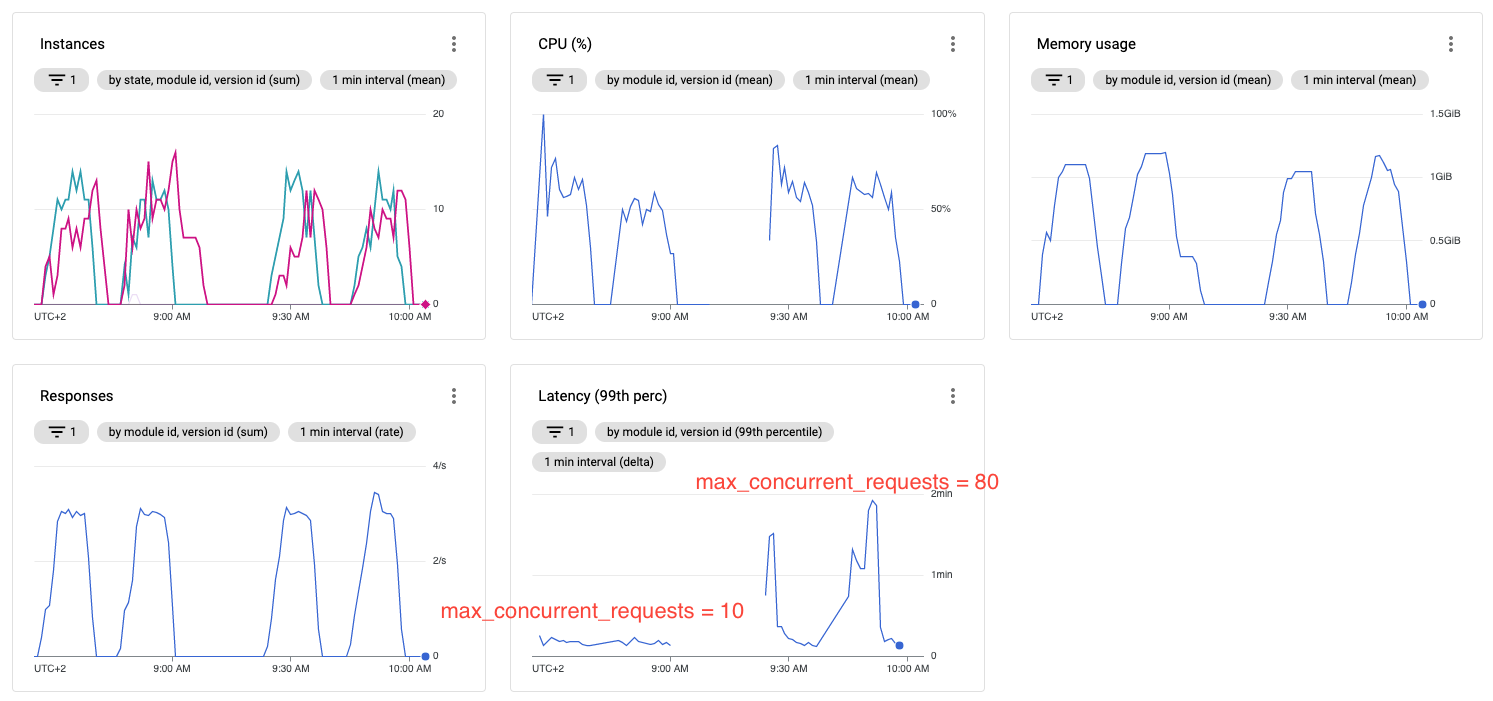 Instances
1
by state, module id, version id (sum)
1 min interval (mean)
20
10
0
UTC+2
9:00 AM
9:30 AM
10:00 AM
CPU (%)
1
by module id, version id (mean)
1 min interval (mean)
100%
50%
0
UTC+2
9:00 AM
9:30 AM
10:00 AM
Memory usage
1
by module id, version id (mean)
1 min interval (mean)
1.5GiB
1GiB
0.5GiB
0
UTC+2
9:00 AM
9:30 AM
10:00 AM
Responses
1
by module id, version id (sum)
1 min interval (rate)
4/s
2/s
0
UTC+2
9:00 AM
9:30 AM
10:00 AM
Latency (99th perc)
1
by module id, version id (99th percentile)
1 min interval (delta)
max_concurrent_requests = 80
2min
1min
max_concurrent_requests = 10
0
UTC+2
9:00 AM
9:30 AM
10:00 AM